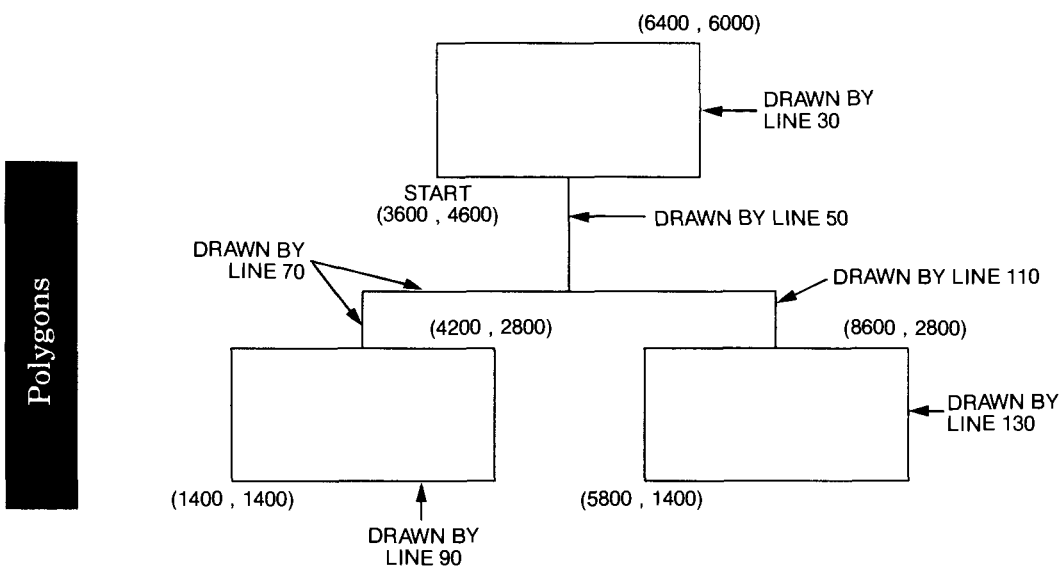 (6400 , 6000)
DRAWN BY
LINE 30
START
(3600 , 4600)
DRAWN BY LINE 50
DRAWN BY
LINE 70
DRAWN BY LINE 110
(4200 , 2800)
(8600 , 2800)
Polygons
DRAWN BY
LINE 130
(1400 , 1400)
(5800 , 1400)
DRAWN BY
LINE 90